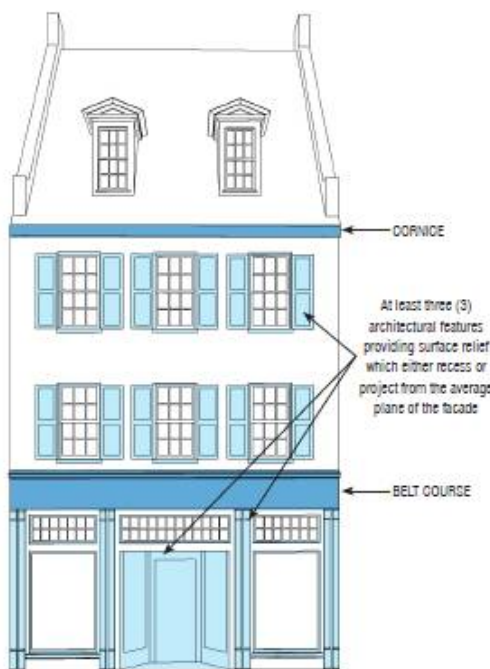 CORNICE
At least three (3)
architectural features
providing surface relief
which either recess or
project from the average
plane of the facade
BELT COURSE